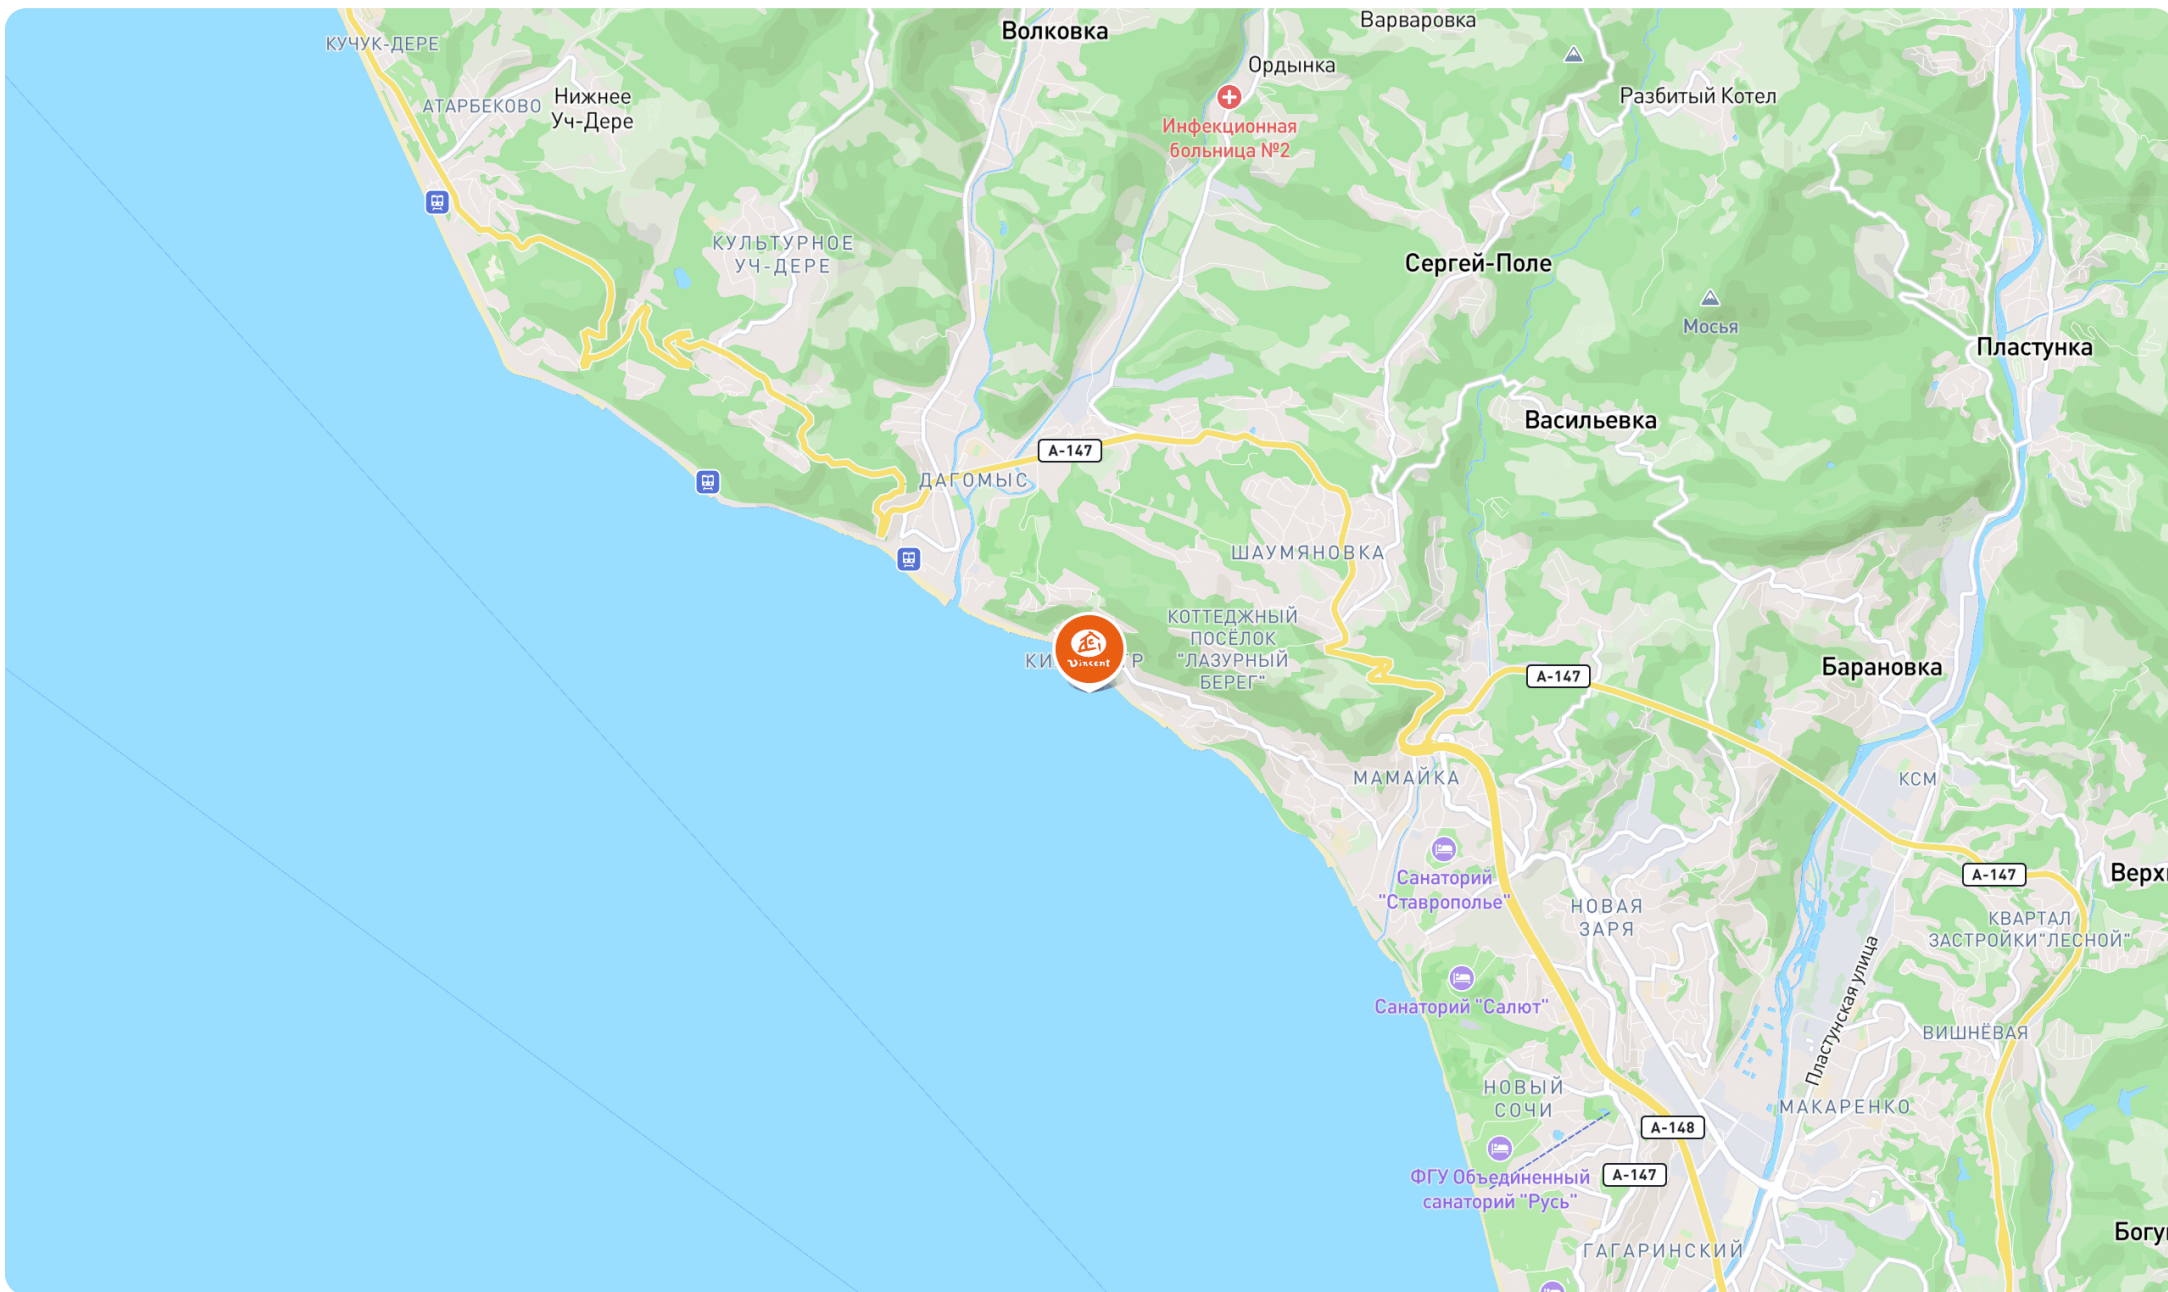 Волковка
Варваровка
КУЧУК-ДЕРЕ
Ордынка
Нижнее
Уч-Дере
АТАРБЕКОВО
Разбитый Котел
Инфекционная
больница №2
КУЛЬТУРНОЕ
УЧ-ДЕРЕ
Сергей-Поле
Мосья
Пластунка
Васильевка
А-147
ДАГОМЫС
ШАУМЯНОВКА
КОТТЕДЖНЫЙ
ПОСЁЛОК
"ЛАЗУРНЫЙ
БЕРЕГ"
Vincent
Барановка
А-147
МАМАЙКА
КСМ
Санаторий
"Ставрополье"
А-147
Верх
НОВАЯ
ЗАРЯ
КВАРТАЛ
ЗАСТРОЙКИ"ЛЕСНОЙ"
Пластунская улица
Санаторий "Салют"
ВИШНЁВАЯ
НОВЫЙ
СОЧИ
МАКАРЕНКО
А-148
А-147
ФГУ Объединенный
санаторий "Русь"
Богу
ГАГАРИНСКИЙ